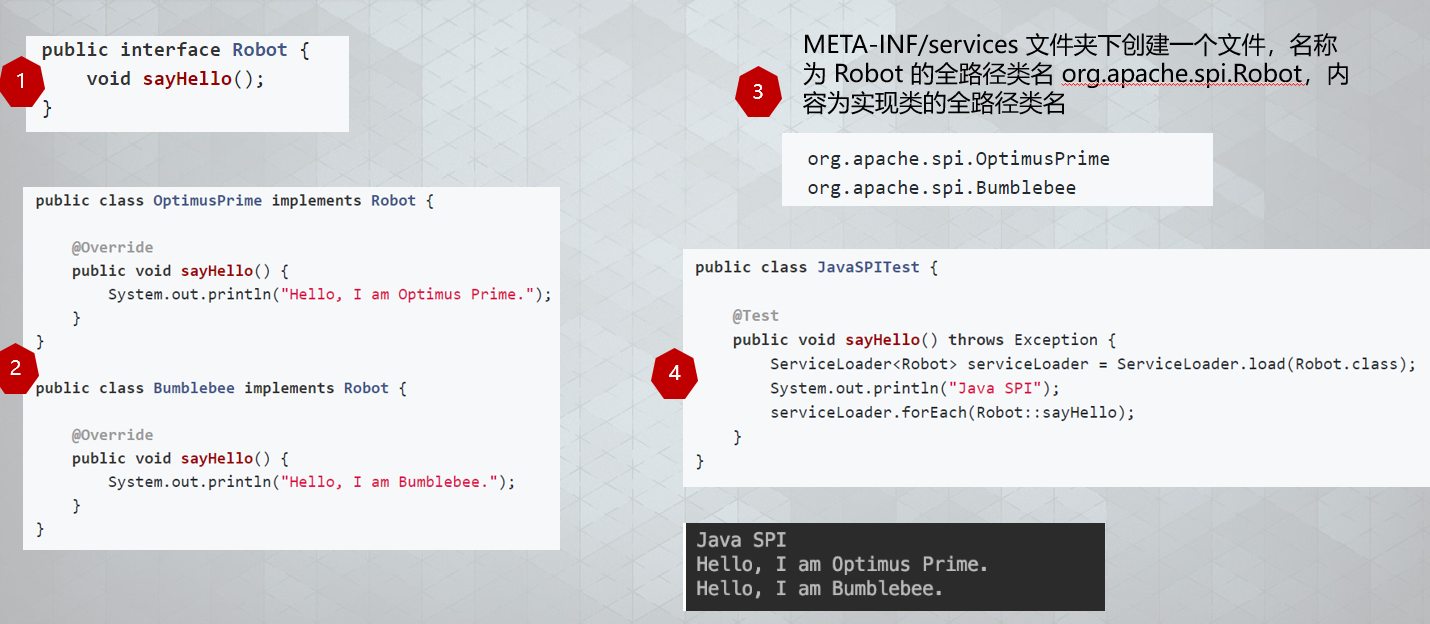 1
public interface Robot {
    void sayHello();
}
2
public class OptimusPrime implements Robot {
    @Override
    public void sayHello() {
        System.out.println("Hello, I am Optimus Prime.");
    }
}
public class Bumblebee implements Robot {
    @Override
    public void sayHello() {
        System.out.println("Hello, I am Bumblebee.");
    }
}
3
META-INF/services 文件夹下创建一个文件，名称
为 Robot 的全路径类名 org.apache.spi.Robot，内
容为实现类的全路径类名
org.apache.spi.OptimusPrime
org.apache.spi.Bumblebee
4
public class JavaSPITest {
    @Test
    public void sayHello() throws Exception {
        ServiceLoader<Robot> serviceLoader = ServiceLoader.load(Robot.class);
        System.out.println("Java SPI");
        serviceLoader.forEach(Robot::sayHello);
    }
}
Java SPI
Hello, I am Optimus Prime.
Hello, I am Bumblebee.